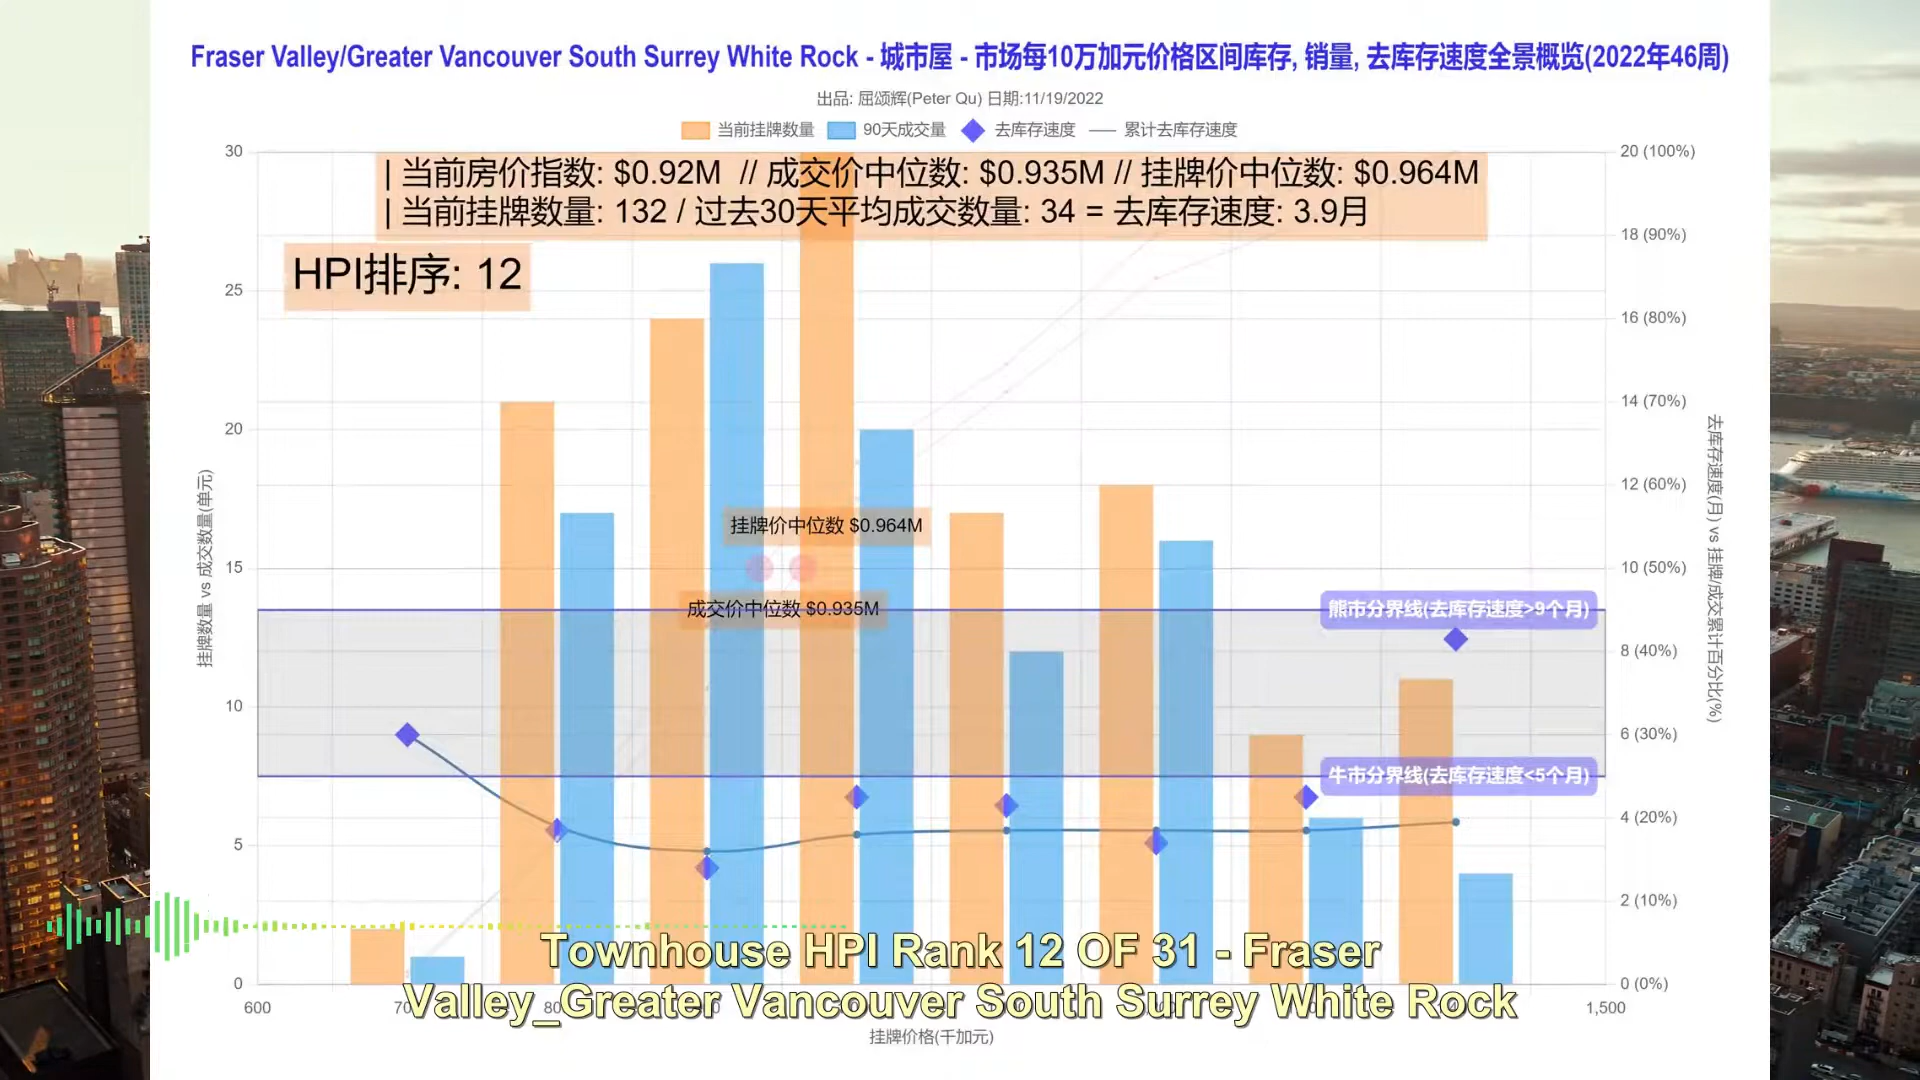 Fraser Valley/Greater Vancouver South Surrey White Rock - 城市屋 - 市场每10万加元价格区间库存, 销量, 去库存速度全景概览(2022年46周)
出品: 屈颂辉(Peter Qu) 日期:11/19/2022
当前挂牌数量 90天成交量 去库存速度 累计去库存速度
| 当前房价指数: $0.92M // 成交价中位数: $0.935M // 挂牌价中位数: $0.964M
| 当前挂牌数量: 132 / 过去30天平均成交数量: 34 = 去库存速度: 3.9月
HPI排序: 12
30
25
20
15
10
5
0
挂牌数量 vs 成交数量(单元)
20 (100%)
18 (90%)
16 (80%)
14 (70%)
12 (60%)
10 (50%)
8 (40%)
6 (30%)
4 (20%)
2 (10%)
0 (0%)
去库存速度(月) vs 挂牌/成交累计百分比(%)
挂牌价中位数 $0.964M
成交价中位数 $0.935M
熊市分界线(去库存速度>9个月)
牛市分界线(去库存速度<5个月)
Townhouse HPI Rank 12 OF 31 - Fraser
Valley_Greater Vancouver South Surrey White Rock
600
1,500
挂牌价格(千加元)